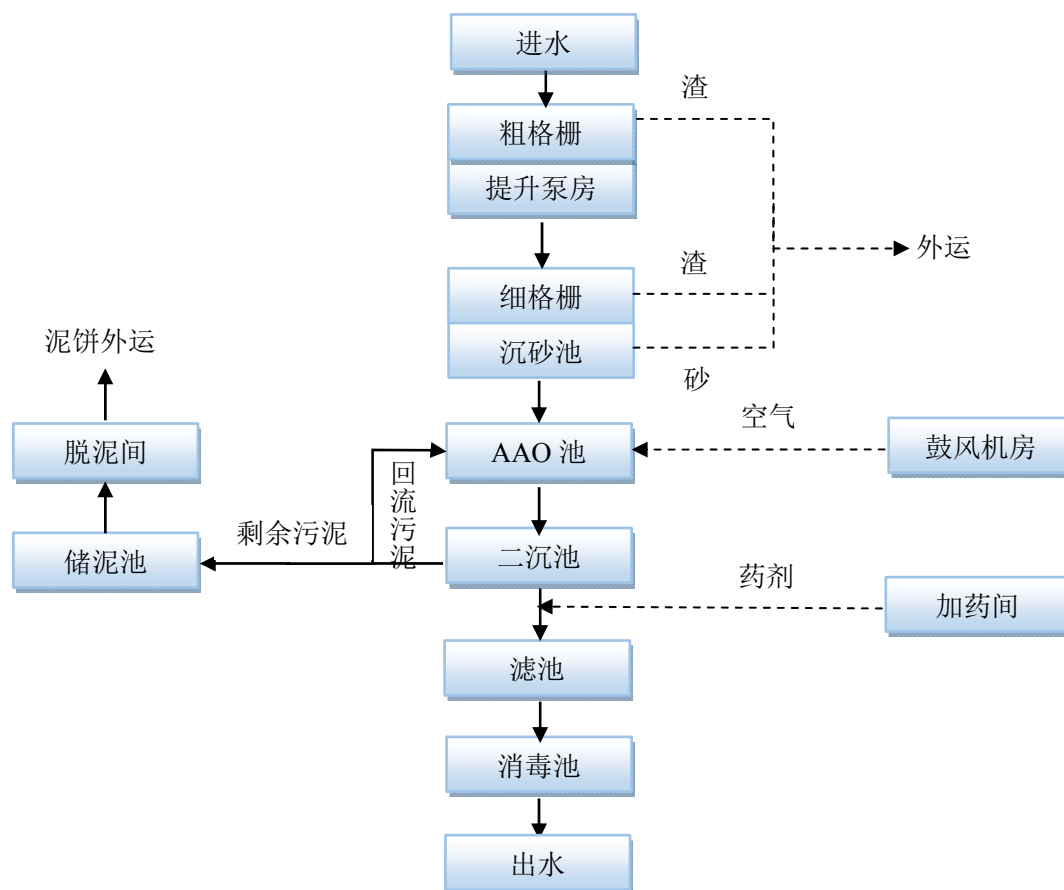 进水
渣
粗格栅
提升泵房
外运
渣
细格栅
沉砂池
砂
泥饼外运
空气
脱泥间
AAO 池
鼓风机房
回流污泥
剩余污泥
储泥池
二沉池
药剂
加药间
滤池
消毒池
出水